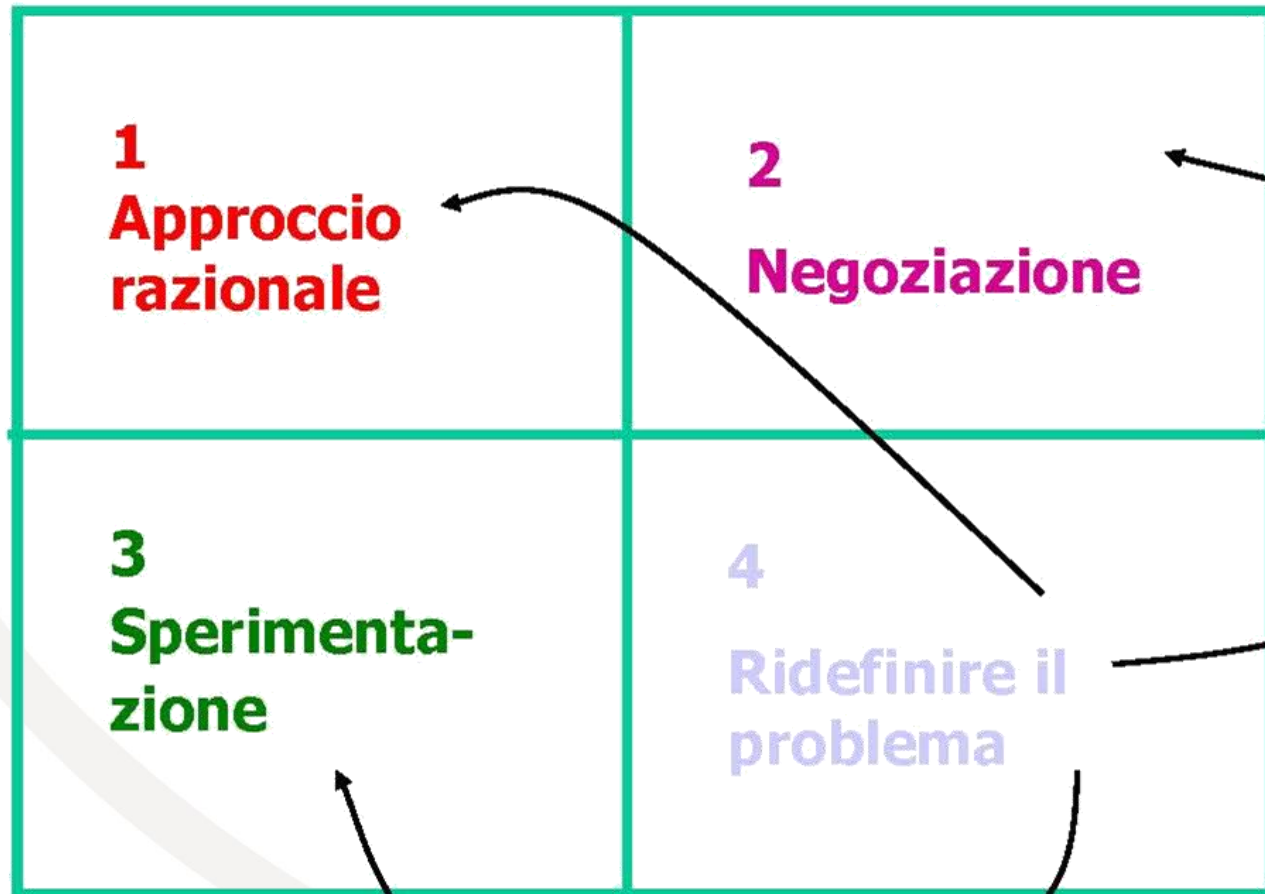 1
Approccio
razionale
2
Negoziazione
3
Sperimenta-
zione
4
Ridefinire il
problema